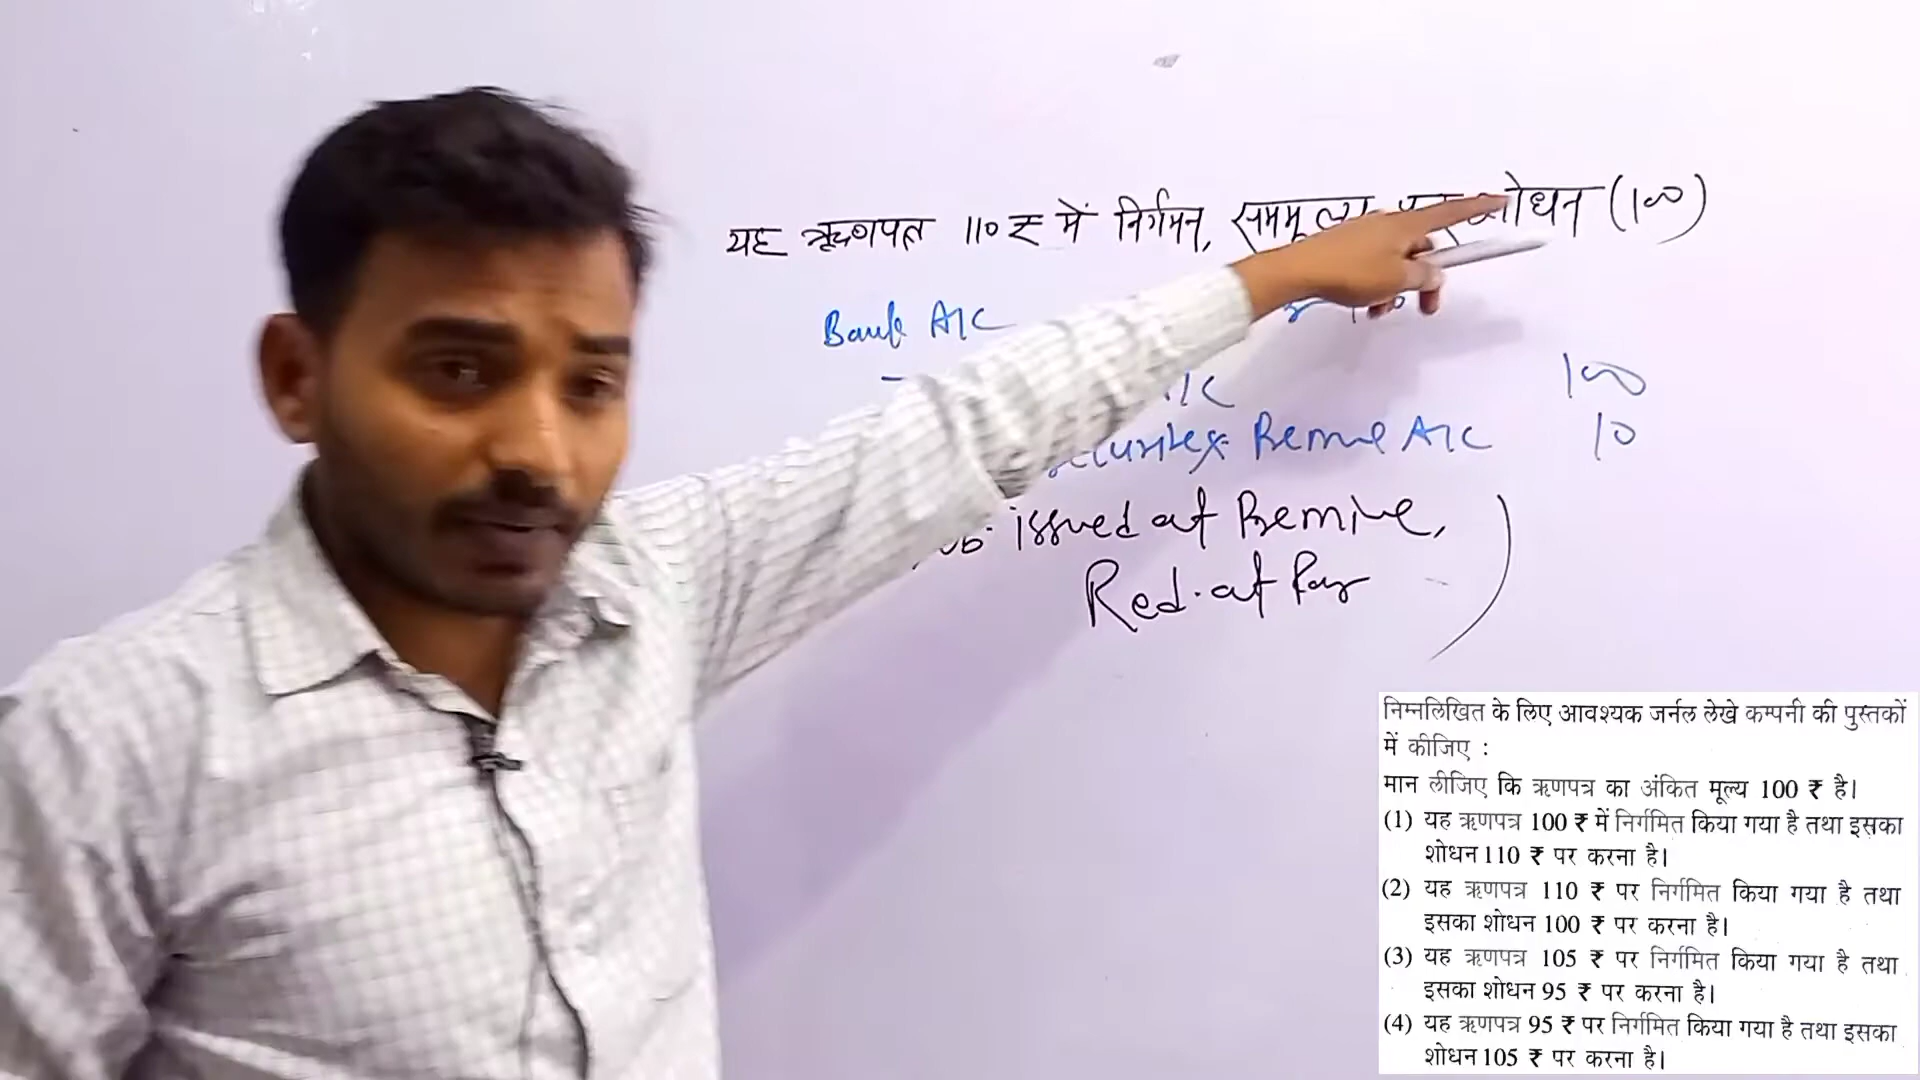 यह ऋणपत्र 110 ₹ में निर्गमन, सममूल्य शोधन (100)
Bank A/C
A/C 100
Securities Premium A/C 10
issued at Premium,
Red. at Par
निम्नलिखित के लिए आवश्यक जर्नल लेखे कम्पनी की पुस्तकों
में कीजिए :
मान लीजिए कि ऋणपत्र का अंकित मूल्य 100 ₹ है।
(1) यह ऋणपत्र 100 ₹ में निर्गमित किया गया है तथा इसका
शोधन 110 ₹ पर करना है।
(2) यह ऋणपत्र 110 ₹ पर निर्गमित किया गया है तथा
इसका शोधन 100 ₹ पर करना है।
(3) यह ऋणपत्र 105 ₹ पर निर्गमित किया गया है तथा
इसका शोधन 95 ₹ पर करना है।
(4) यह ऋणपत्र 95 ₹ पर निर्गमित किया गया है तथा इसका
शोधन 105 ₹ पर करना है।